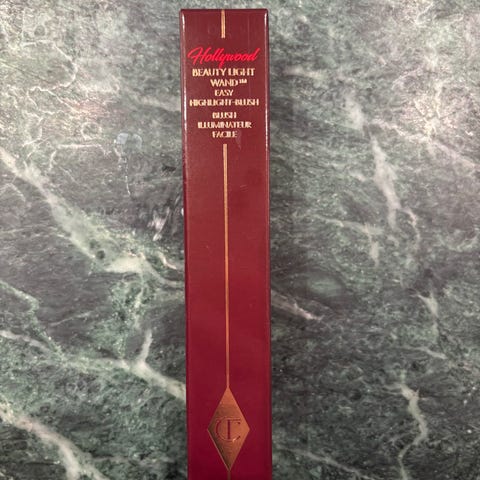 Hollywood
BEAUTY LIGHT
WAND™
EASY
HIGHLIGHT-BLUSH
BLUSH
ILLUMINATEUR
FACILE
CT